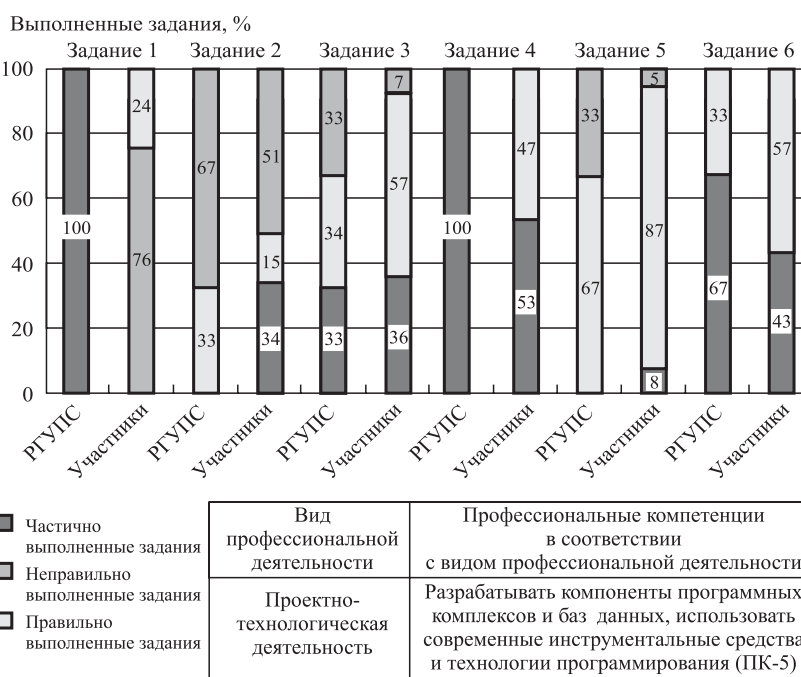 Выполненные задания, %
Задание 1 Задание 2 Задание 3 Задание 4 Задание 5 Задание 6
100
80
60
40
20
0
100
24
76
67
33
51
15
34
33
34
33
7
57
36
100
47
53
33
67
5
87
8
33
67
57
43
РГУПС Участники РГУПС Участники РГУПС Участники РГУПС Участники РГУПС Участники РГУПС Участники
Частично
выполненные задания
Неправильно
выполненные задания
Правильно
выполненные задания
Вид
профессиональной
деятельности
Профессиональные компетенции
в соответствии
с видом профессиональной деятельности
Проектно-
технологическая
деятельность
Разрабатывать компоненты программных
комплексов и баз данных, использовать
современные инструментальные средства
и технологии программирования (ПК-5)